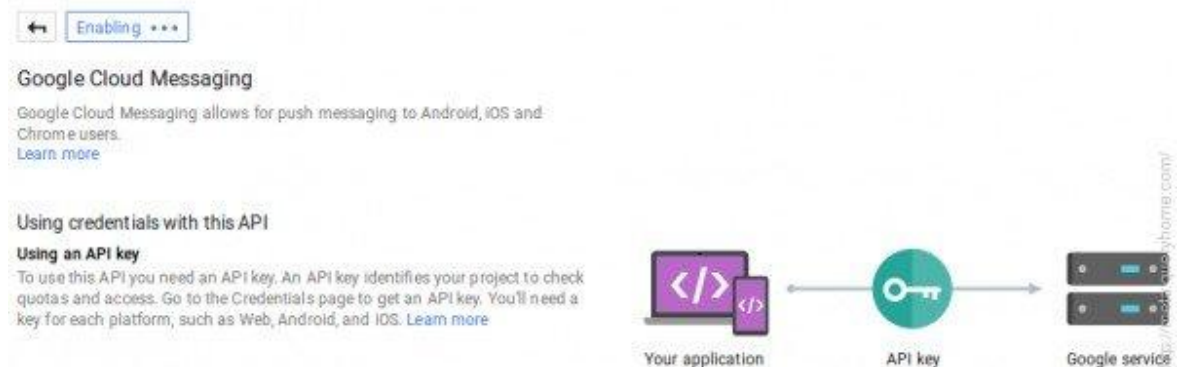 Enabling
Google Cloud Messaging
Google Cloud Messaging allows for push messaging to Android, iOS and
Chrome users.
Learn more
Using credentials with this API
Using an API key
To use this API you need an API key. An API key identifies your project to check
quotas and access. Go to the Credentials page to get an API key. You'll need a
key for each platform, such as Web, Android, and iOS. Learn more
</>
</>
Your application
API key
Google service